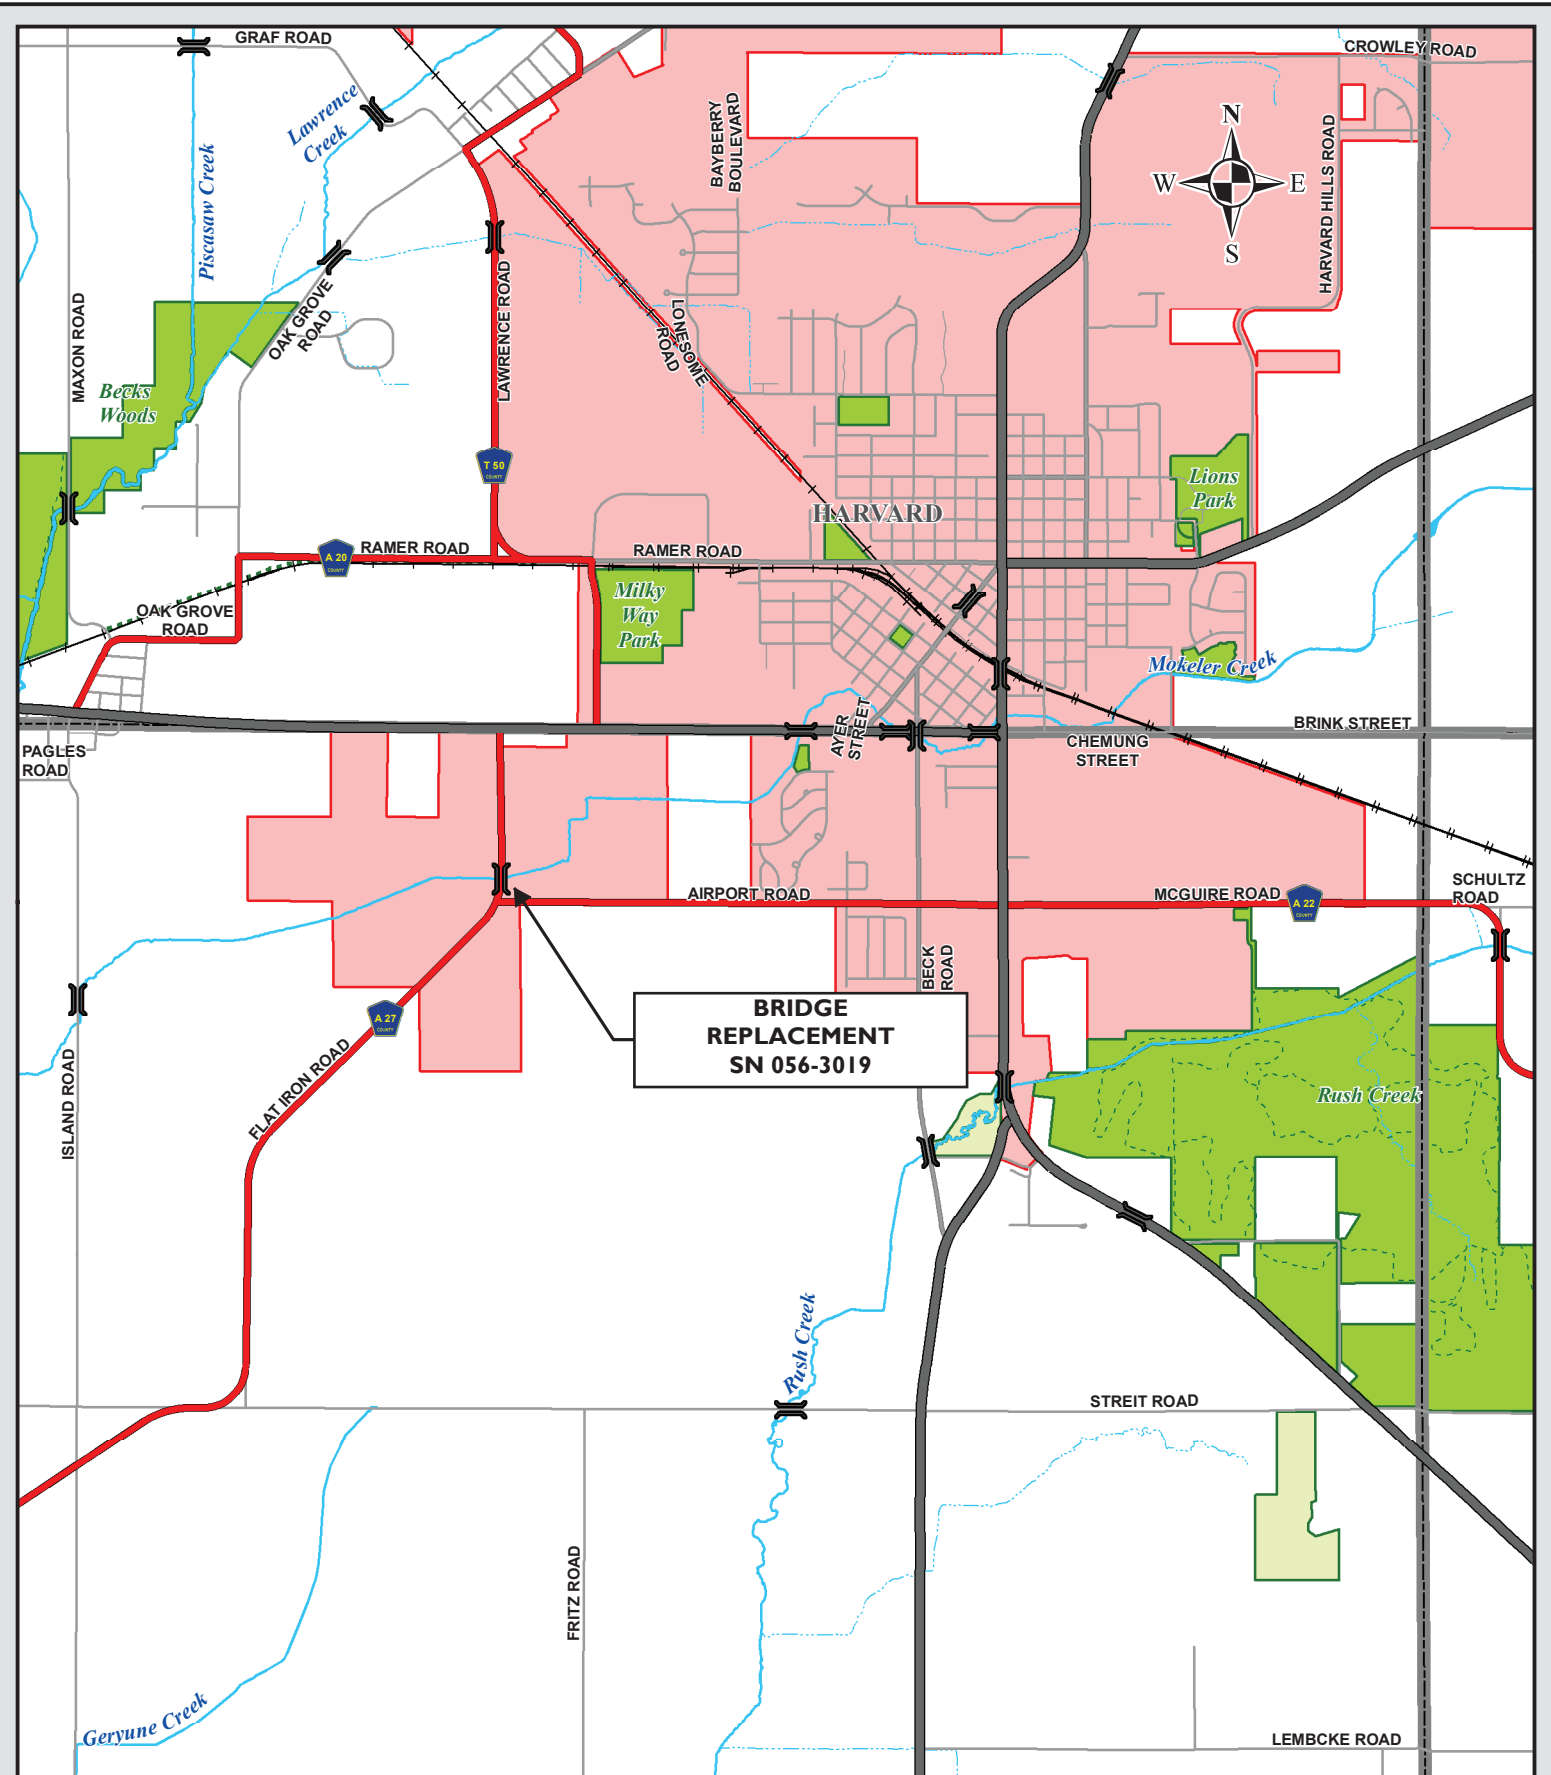 GRAF ROAD
CROWLEY ROAD
Lawrence
Creek
BAYBERRY
BOULEVARD
N
W
E
S
HARVARD HILLS ROAD
Piscasaw Creek
MAXON ROAD
OAK GROVE
ROAD
LAWRENCE ROAD
LONESOME
ROAD
Becks
Woods
T 50
COUNTY
Lions
Park
HARVARD
A 20
COUNTY
RAMER ROAD
RAMER ROAD
OAK GROVE
ROAD
Milky
Way
Park
Mokeler Creek
PAGLES
ROAD
AYER
STREET
CHEMUNG
STREET
BRINK STREET
AIRPORT ROAD
MCGUIRE ROAD
A 22
COUNTY
SCHULTZ
ROAD
BECK
ROAD
BRIDGE
REPLACEMENT
SN 056-3019
A 27
COUNTY
FLAT IRON ROAD
ISLAND ROAD
Rush Creek
Rush Creek
STREIT ROAD
FRITZ ROAD
Geryune Creek
LEMBCKE ROAD